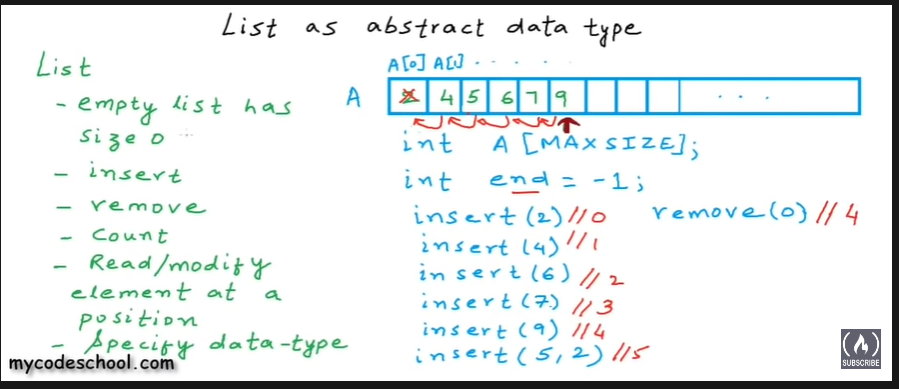 List as abstract data type
List
- empty list has
size 0
- insert
- remove
- Count
- Read/modify
element at a
position
- Specify data-type
mycodeschool.com
A[0] A[1] . . . .
A 2 4 5 6 7 9 . . .
int A [MAXSIZE];
int end = -1;
insert(2) //0 remove(0) //4
insert(4) //1
insert(6) //2
insert(7) //3
insert(9) //4
insert(5,2) //5
SUBSCRIBE